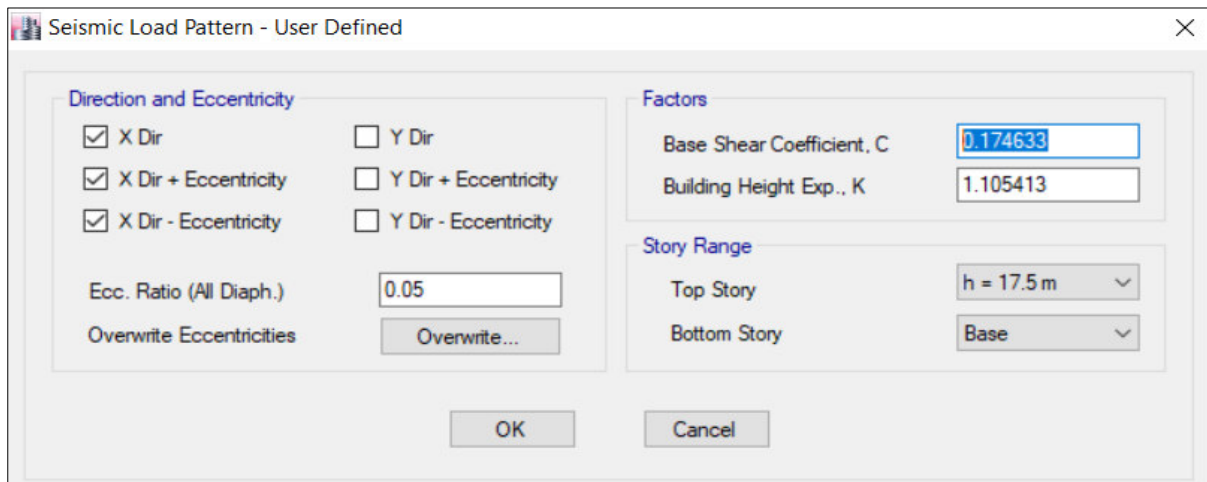 Seismic Load Pattern - User Defined
Direction and Eccentricity
X Dir
Y Dir
X Dir + Eccentricity
Y Dir + Eccentricity
X Dir - Eccentricity
Y Dir - Eccentricity
Ecc. Ratio (All Diaph.)
0.05
Overwrite Eccentricities
Overwrite...
Factors
Base Shear Coefficient, C
0.174633
Building Height Exp., K
1.105413
Story Range
Top Story
h = 17.5 m
Bottom Story
Base
OK
Cancel